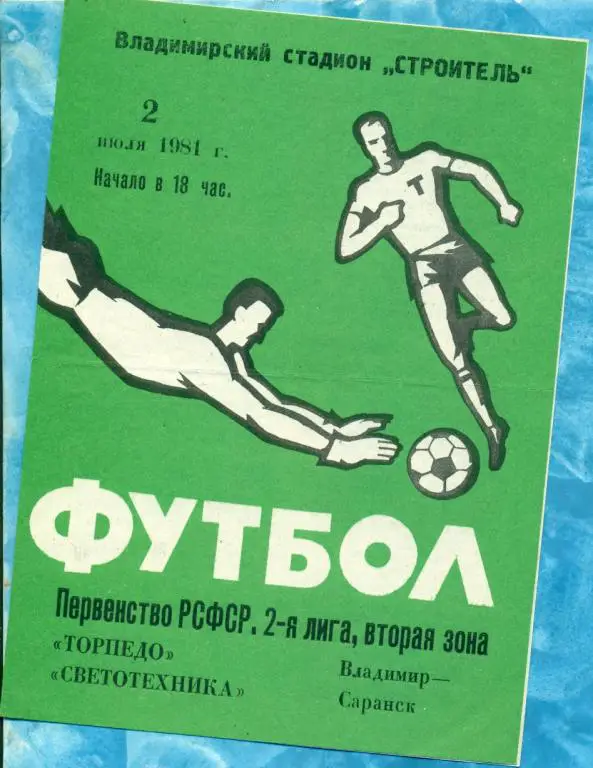 Владимирский стадион „СТРОИТЕЛЬ“
2
июля 1981 г.
Начало в 18 час.
Т
ФУТБОЛ
Первенство РСФСР. 2-я лига, вторая зона
«ТОРПЕДО» Владимир—
«СВЕТОТЕХНИКА» Саранск